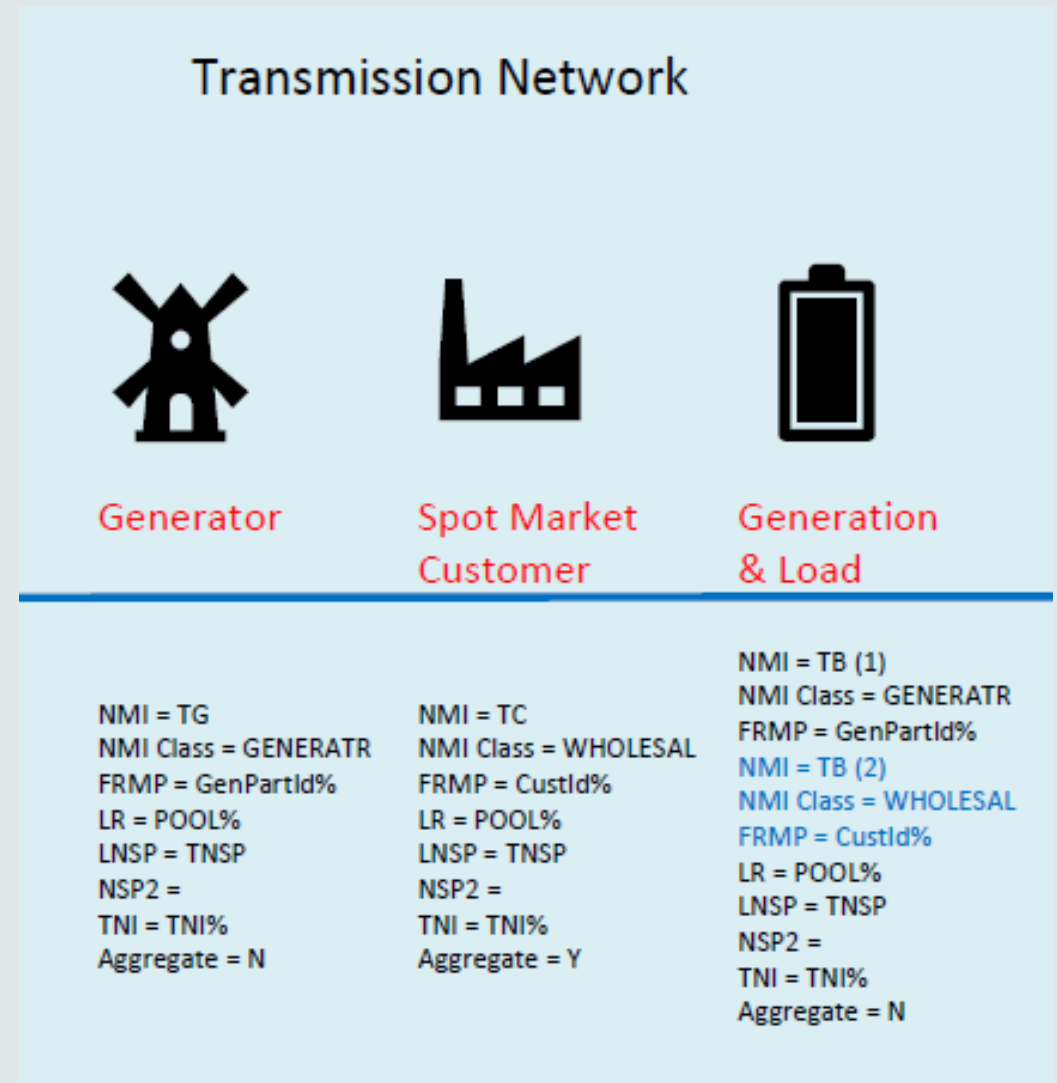 Transmission Network
Generator
Spot Market
Customer
Generation
& Load
NMI = TG
NMI Class = GENERATR
FRMP = GenPartId%
LR = POOL%
LNSP = TNSP
NSP2 =
TNI = TNI%
Aggregate = N
NMI = TC
NMI Class = WHOLESAL
FRMP = CustId%
LR = POOL%
LNSP = TNSP
NSP2 =
TNI = TNI%
Aggregate = Y
NMI = TB (1)
NMI Class = GENERATR
FRMP = GenPartId%
NMI = TB (2)
NMI Class = WHOLESAL
FRMP = CustId%
LR = POOL%
LNSP = TNSP
NSP2 =
TNI = TNI%
Aggregate = N